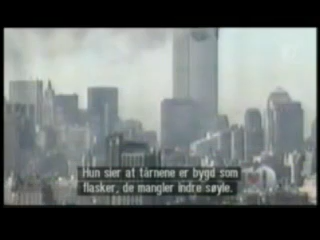 Hun sier at tårnene er bygd som
flasker, de mangler indre søyle.